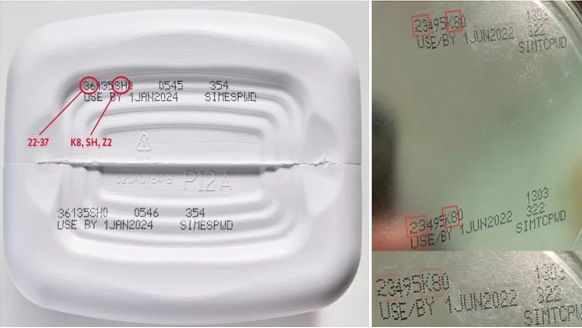 36135SH0 0545 354
USE BY 1JAN2024 SIMESPWD
22-37 K8, SH, Z2
P12A
36135SH0 0546 354
USE BY 1JAN2024 SIMESPWD
23495K80 1303
322
USE/BY 1JUN2022 SIMTCPWD
23495K80 1303
322
USE/BY 1JUN2022 SIMTCPWD
23495K80 1303
322
USE/BY 1JUN2022 SIMTCPWD